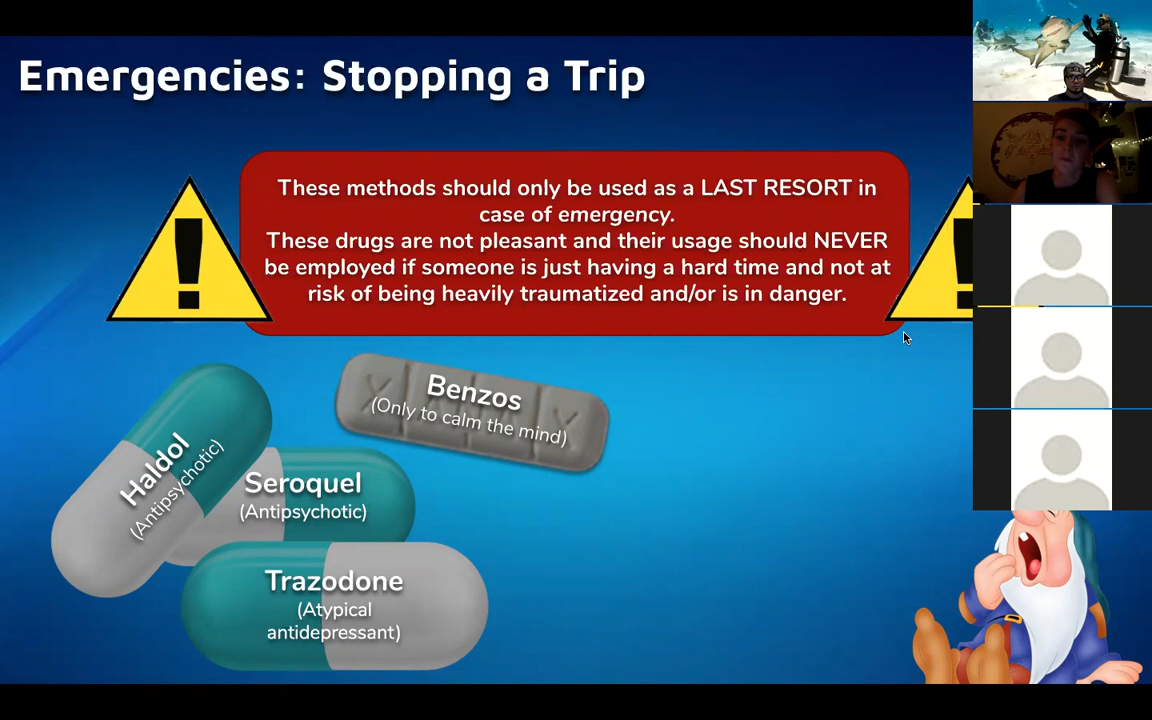 Emergencies: Stopping a Trip
These methods should only be used as a LAST RESORT in
case of emergency.
These drugs are not pleasant and their usage should NEVER
be employed if someone is just having a hard time and not at
risk of being heavily traumatized and/or is in danger.
Benzos
(Only to calm the mind)
Haldol
(Antipsychotic)
Seroquel
(Antipsychotic)
Trazodone
(Atypical
antidepressant)